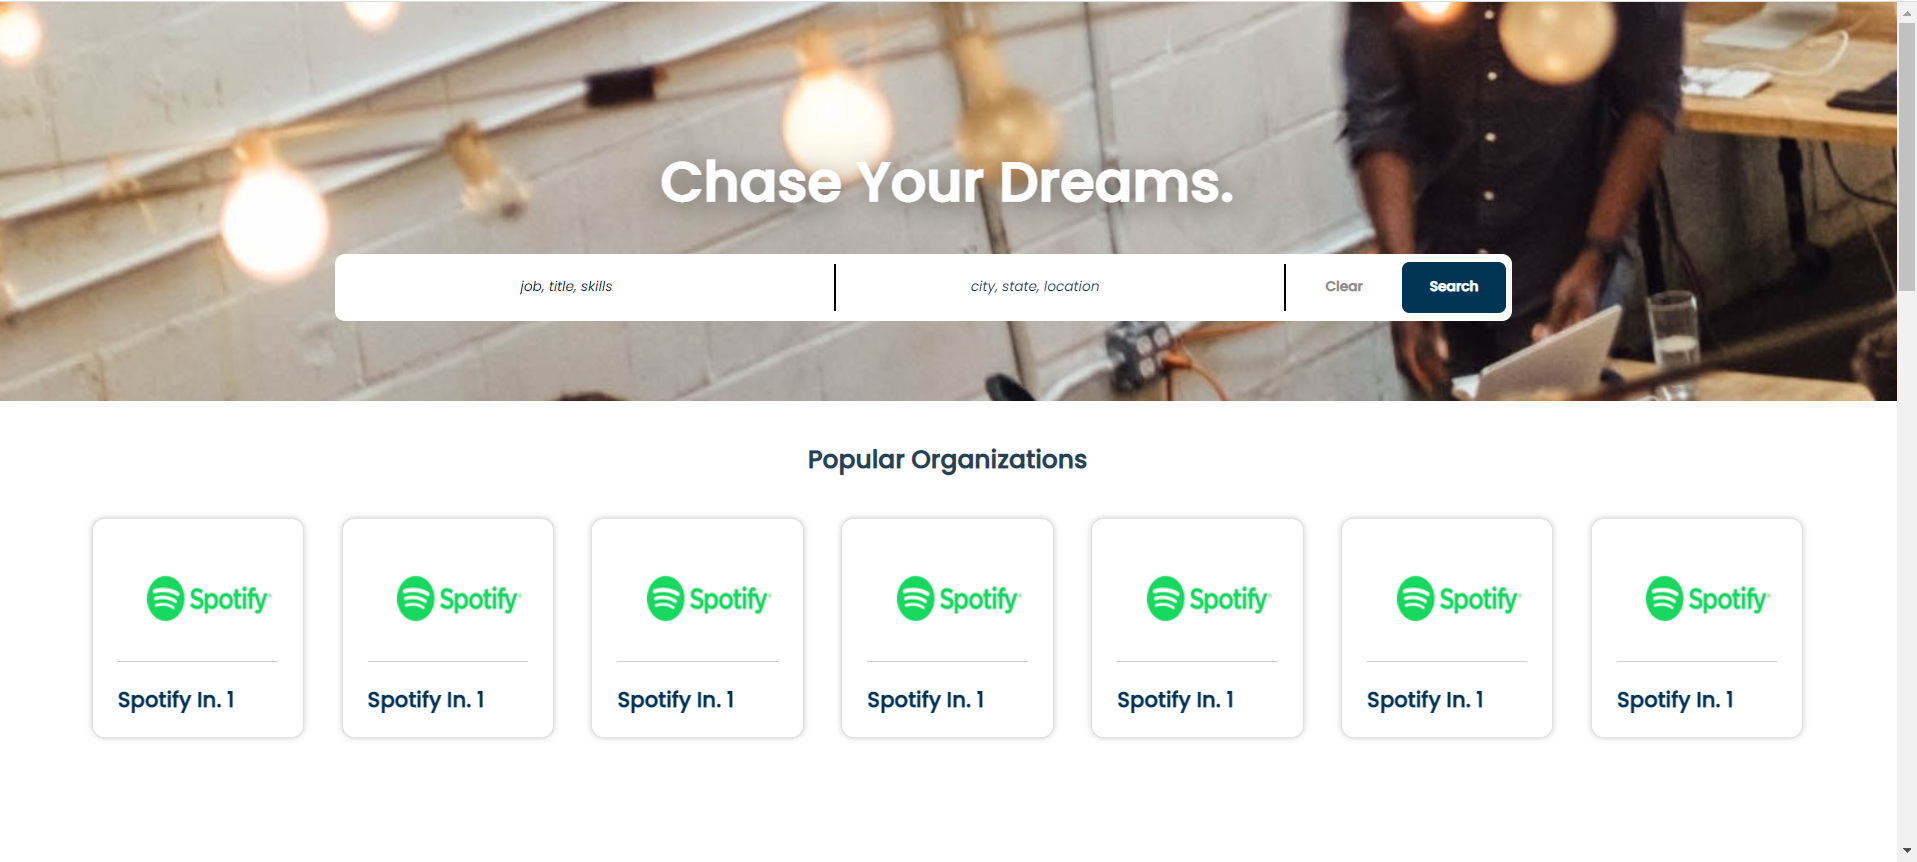 Chase Your Dreams.
job, title, skills
city, state, location
Clear
Search
Popular Organizations
Spotify
Spotify
Spotify
Spotify
Spotify
Spotify
Spotify
Spotify In. 1
Spotify In. 1
Spotify In. 1
Spotify In. 1
Spotify In. 1
Spotify In. 1
Spotify In. 1